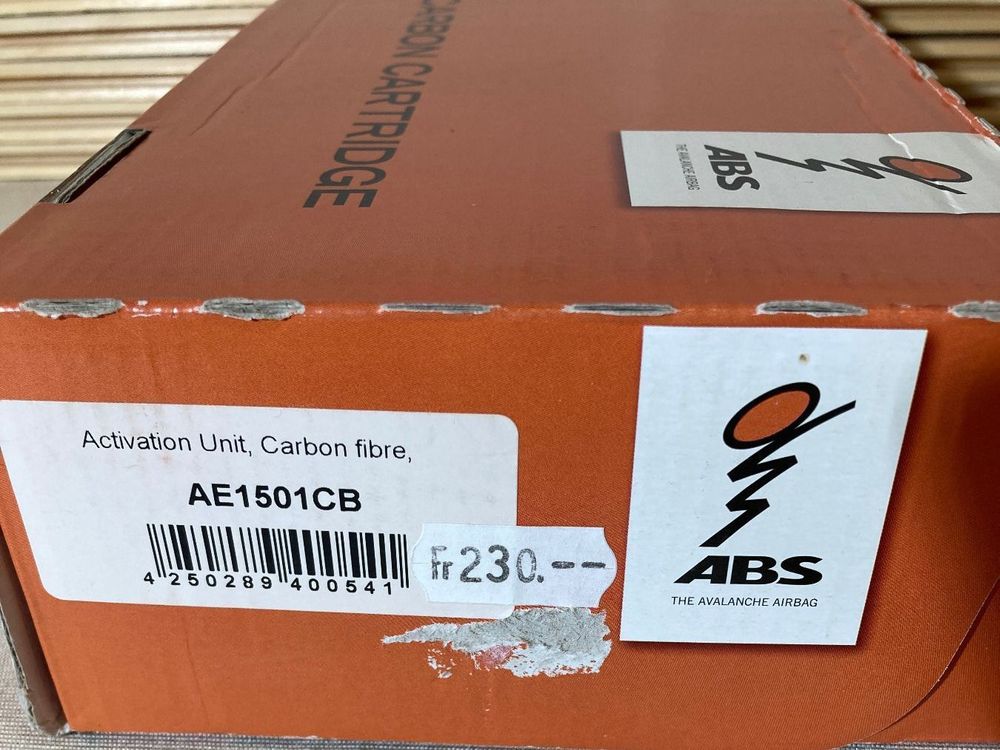 CARBON CARTRIDGE
ABS
THE AVALANCHE AIRBAG
Activation Unit, Carbon fibre,
AE1501CB
4 250289 400541
Fr 230.--
ABS
THE AVALANCHE AIRBAG